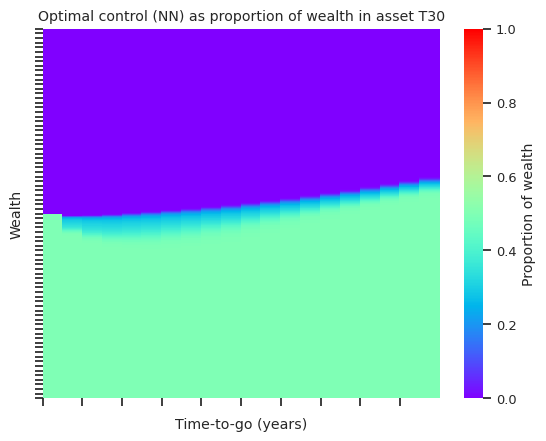 Optimal control (NN) as proportion of wealth in asset T30
Wealth
Time-to-go (years)
1.0
0.8
0.6
0.4
0.2
0.0
Proportion of wealth